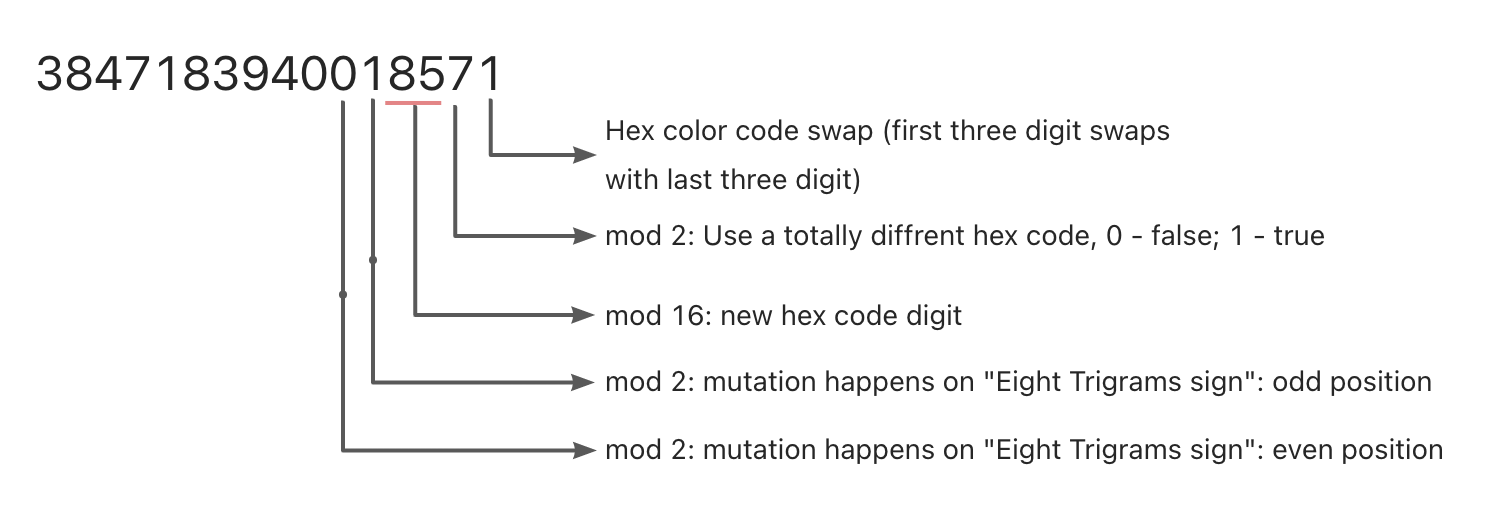 3847183940018571
Hex color code swap (first three digit swaps
with last three digit)
mod 2: Use a totally diffrent hex code, 0 - false; 1 - true
mod 16: new hex code digit
mod 2: mutation happens on "Eight Trigrams sign": odd position
mod 2: mutation happens on "Eight Trigrams sign": even position